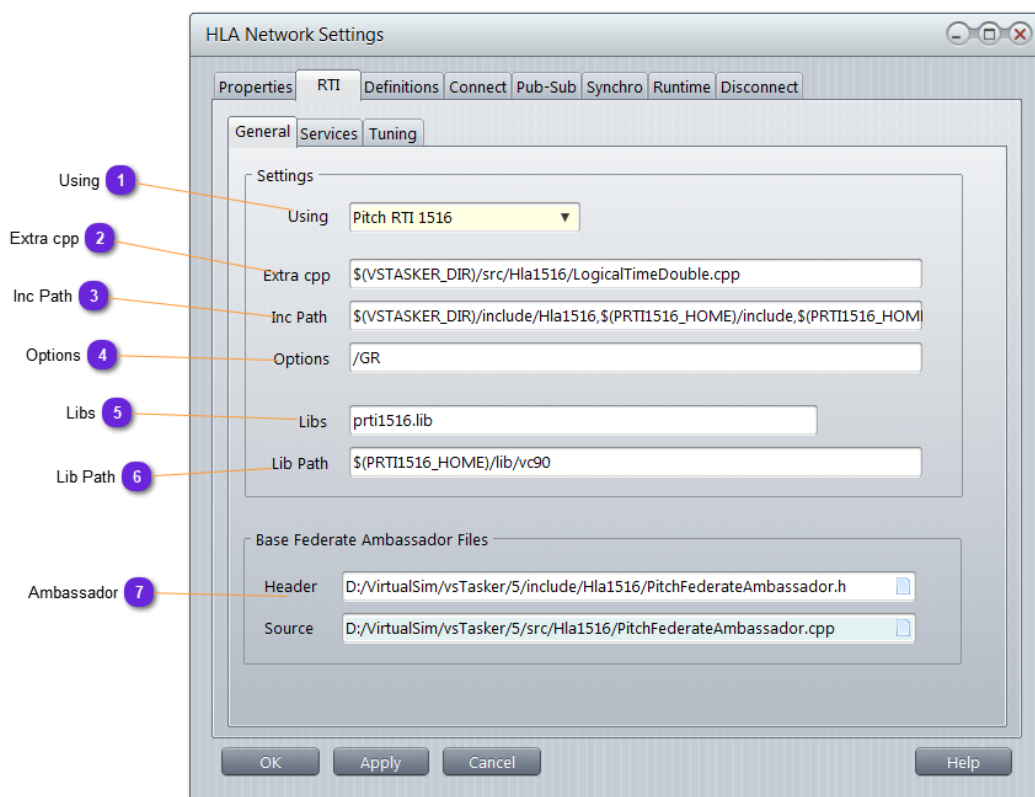 HLA Network Settings
Properties RTI Definitions Connect Pub-Sub Synchro Runtime Disconnect
General Services Tuning
Settings
Using 1
Using Pitch RTI 1516
Extra cpp 2
Extra cpp $(VSTASKER_DIR)/src/Hla1516/LogicalTimeDouble.cpp
Inc Path 3
Inc Path $(VSTASKER_DIR)/include/Hla1516,$(PRTI1516_HOME)/include,$(PRTI1516_HOM
Options 4
Options /GR
Libs 5
Libs prti1516.lib
Lib Path 6
Lib Path $(PRTI1516_HOME)/lib/vc90
Base Federate Ambassador Files
Ambassador 7
Header D:/VirtualSim/vsTasker/5/include/Hla1516/PitchFederateAmbassador.h
Source D:/VirtualSim/vsTasker/5/src/Hla1516/PitchFederateAmbassador.cpp
OK Apply Cancel Help